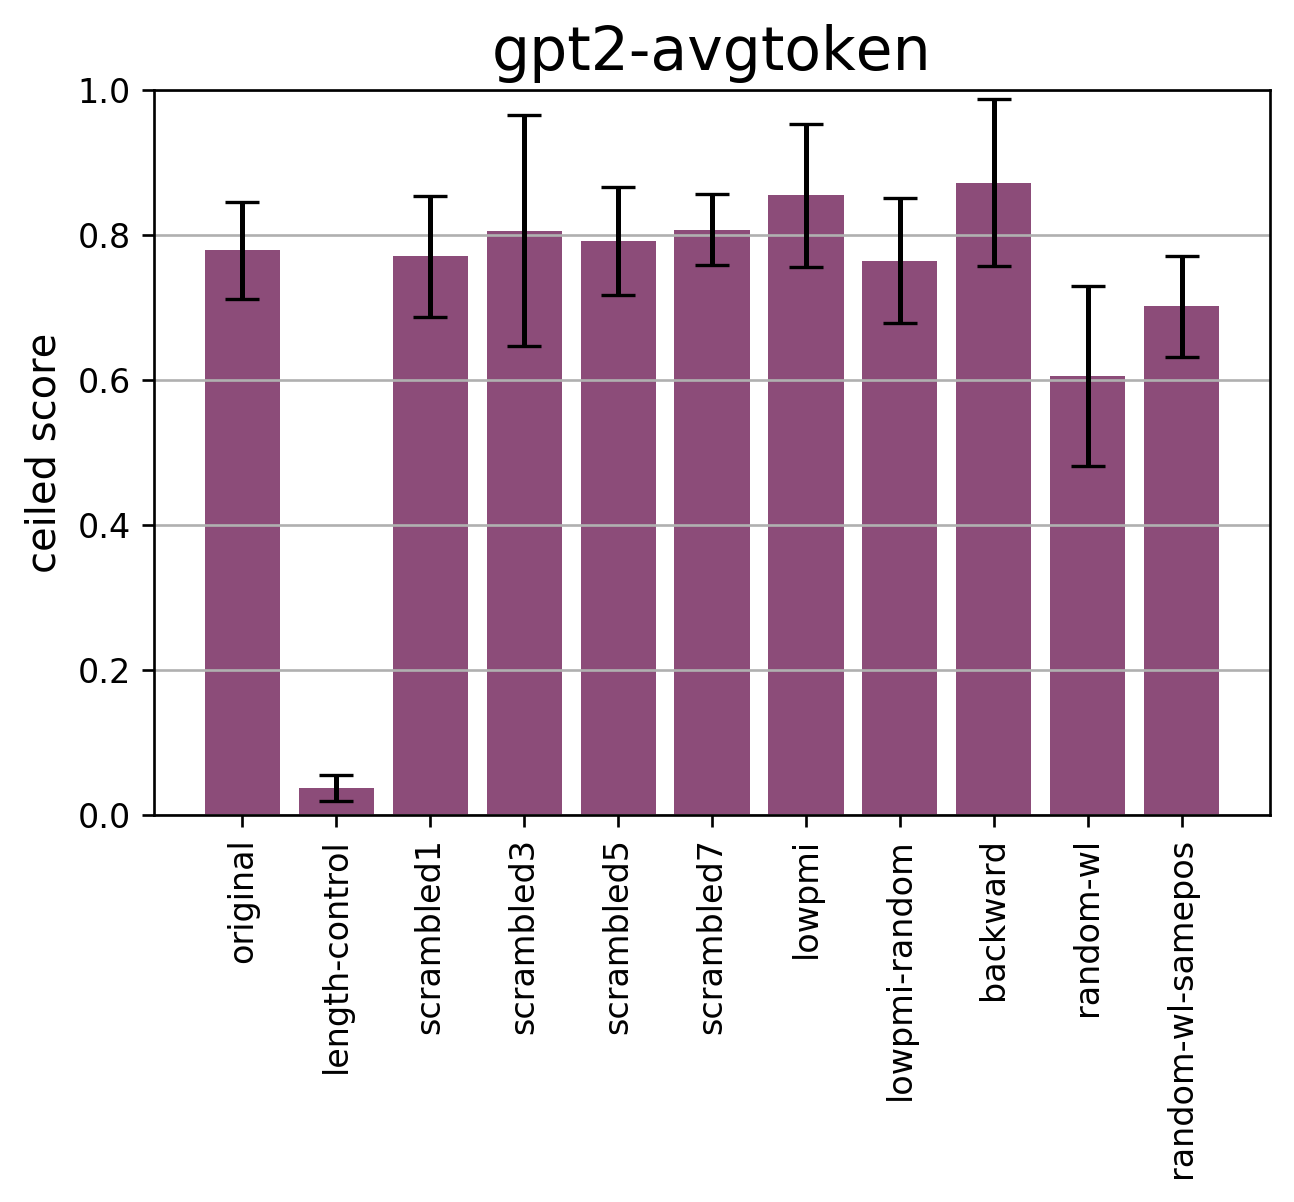 gpt2-avgtoken
ceiled score
1.0
0.8
0.6
0.4
0.2
0.0
original
length-control
scrambled1
scrambled3
scrambled5
scrambled7
lowpmi
lowpmi-random
backward
random-wl
random-wl-samepos